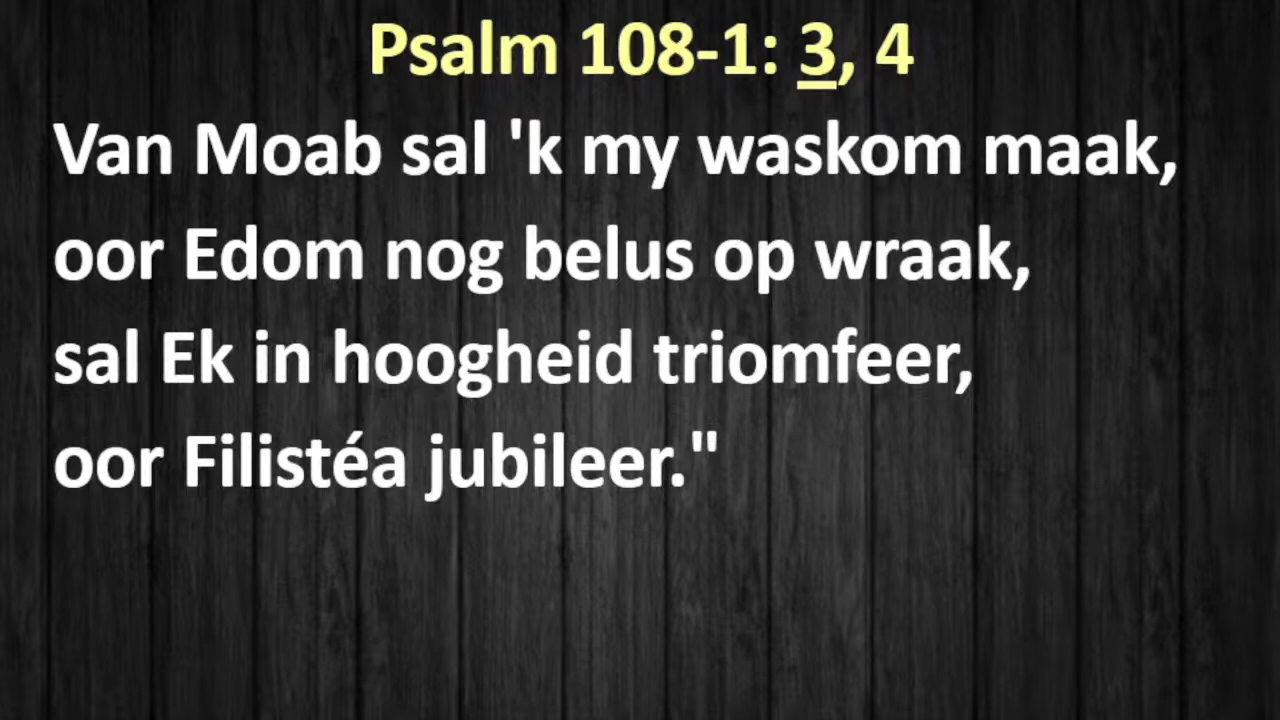 Psalm 108-1: 3, 4
Van Moab sal 'k my waskom maak,
oor Edom nog belus op wraak,
sal Ek in hoogheid triomfeer,
oor Filistéa jubileer."